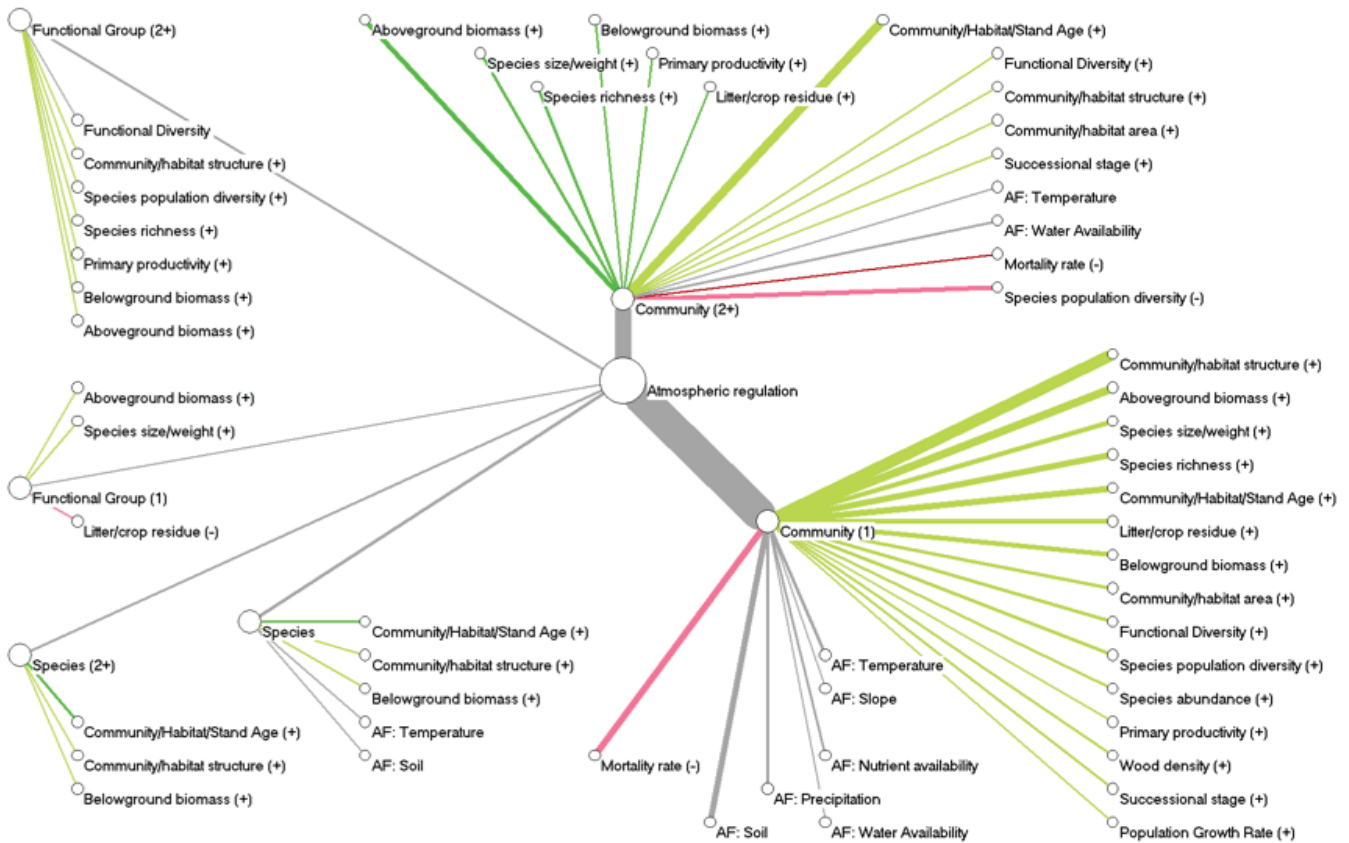 Functional Group (2+)
Functional Diversity
Community/habitat structure (+)
Species population diversity (+)
Species richness (+)
Primary productivity (+)
Belowground biomass (+)
Aboveground biomass (+)
Aboveground biomass (+)
Belowground biomass (+)
Species size/weight (+)
Primary productivity (+)
Species richness (+)
Litter/crop residue (+)
Community/Habitat/Stand Age (+)
Functional Diversity (+)
Community/habitat structure (+)
Community/habitat area (+)
Successional stage (+)
AF: Temperature
AF: Water Availability
Mortality rate (-)
Species population diversity (-)
Community (2+)
Atmospheric regulation
Aboveground biomass (+)
Species size/weight (+)
Functional Group (1)
Litter/crop residue (-)
Species (2+)
Community/Habitat/Stand Age (+)
Community/habitat structure (+)
Belowground biomass (+)
Species
Community/Habitat/Stand Age (+)
Community/habitat structure (+)
Belowground biomass (+)
AF: Temperature
AF: Soil
Community (1)
Community/habitat structure (+)
Aboveground biomass (+)
Species size/weight (+)
Species richness (+)
Community/Habitat/Stand Age (+)
Litter/crop residue (+)
Belowground biomass (+)
Community/habitat area (+)
Functional Diversity (+)
Species population diversity (+)
Species abundance (+)
Primary productivity (+)
Wood density (+)
Successional stage (+)
Population Growth Rate (+)
AF: Temperature
AF: Slope
Mortality rate (-)
AF: Nutrient availability
AF: Precipitation
AF: Soil
AF: Water Availability